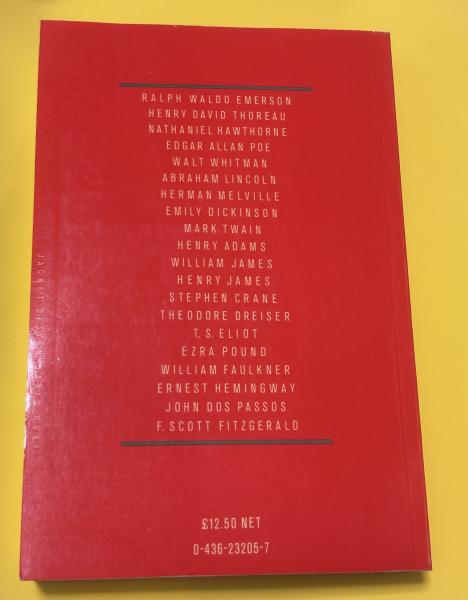 RALPH WALDO EMERSON
HENRY DAVID THOREAU
NATHANIEL HAWTHORNE
EDGAR ALLAN POE
WALT WHITMAN
ABRAHAM LINCOLN
HERMAN MELVILLE
EMILY DICKINSON
MARK TWAIN
HENRY ADAMS
WILLIAM JAMES
HENRY JAMES
STEPHEN CRANE
THEODORE DREISER
T. S. ELIOT
EZRA POUND
WILLIAM FAULKNER
ERNEST HEMINGWAY
JOHN DOS PASSOS
F. SCOTT FITZGERALD
£12.50 NET
0-436-23205-7
JACKET